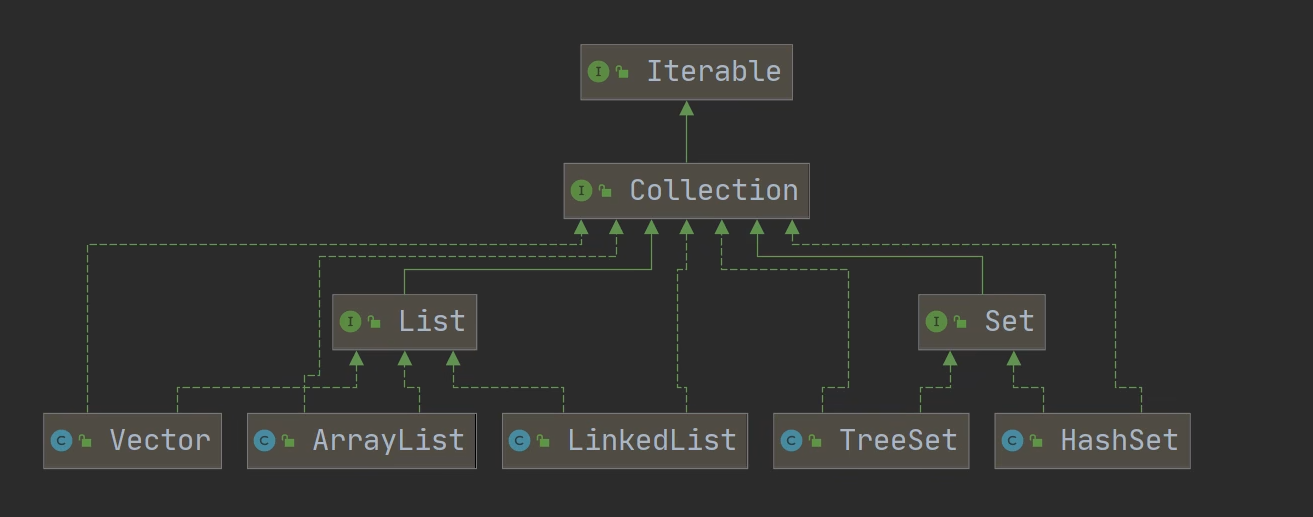 I Iterable
I Collection
I List
I Set
C Vector
C ArrayList
C LinkedList
C TreeSet
C HashSet